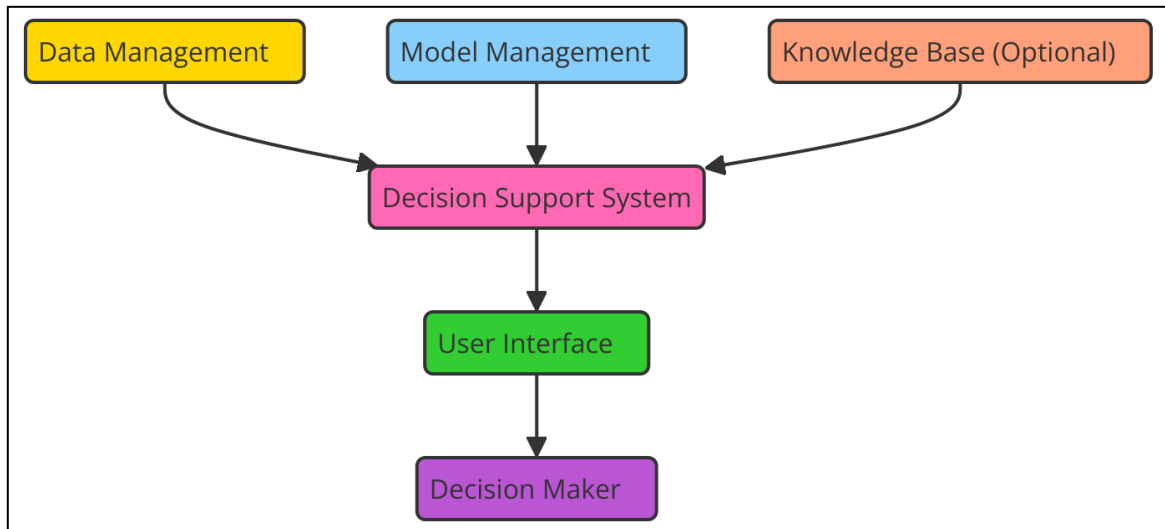 Data Management
Model Management
Knowledge Base (Optional)
Decision Support System
User Interface
Decision Maker